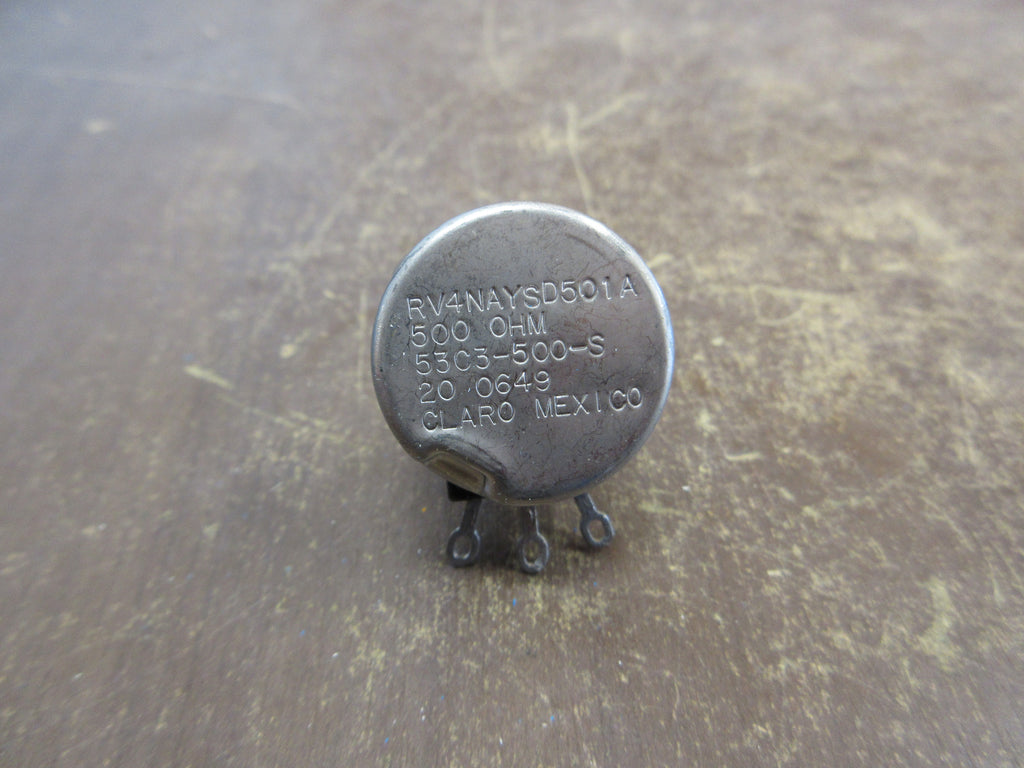 RV4NAYSD501A
500 OHM
53C3-500-S
20 0649
CLARO MEXICO